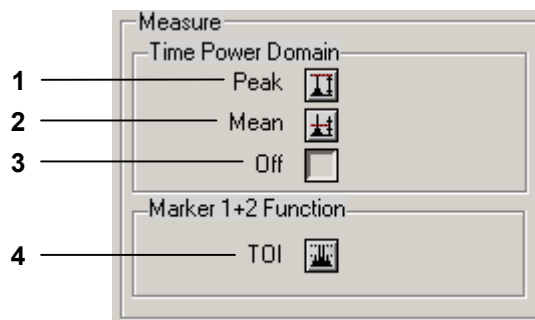 Measure
Time Power Domain
1 Peak
2 Mean
3 Off
Marker 1+2 Function
4 TOI